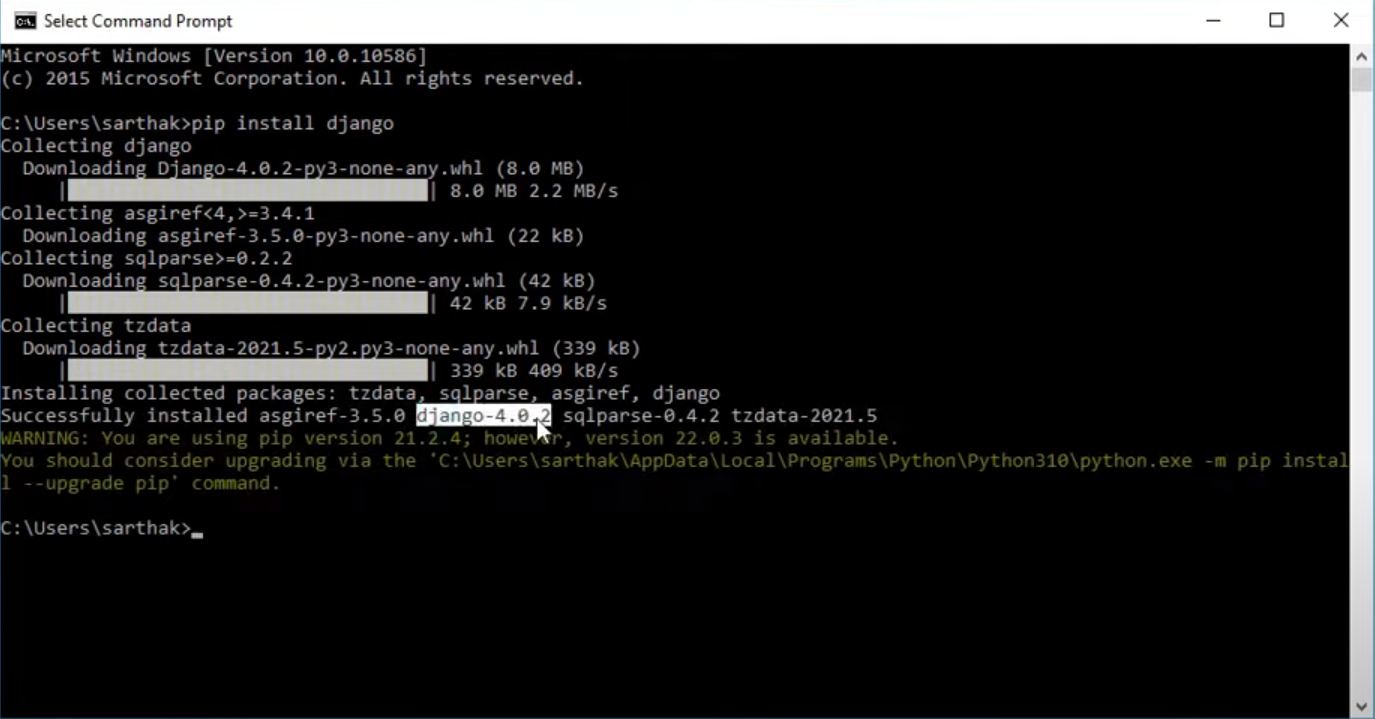 Select Command Prompt
Microsoft Windows [Version 10.0.10586]
(c) 2015 Microsoft Corporation. All rights reserved.
C:\Users\sarthak>pip install django
Collecting django
Downloading Django-4.0.2-py3-none-any.whl (8.0 MB)
| | 8.0 MB 2.2 MB/s
Collecting asgiref<4,>=3.4.1
Downloading asgiref-3.5.0-py3-none-any.whl (22 kB)
Collecting sqlparse>=0.2.2
Downloading sqlparse-0.4.2-py3-none-any.whl (42 kB)
| | 42 kB 7.9 kB/s
Collecting tzdata
Downloading tzdata-2021.5-py2.py3-none-any.whl (339 kB)
| | 339 kB 409 kB/s
Installing collected packages: tzdata, sqlparse, asgiref, django
Successfully installed asgiref-3.5.0 django-4.0.2 sqlparse-0.4.2 tzdata-2021.5
WARNING: You are using pip version 21.2.4; however, version 22.0.3 is available.
You should consider upgrading via the 'C:\Users\sarthak\AppData\Local\Programs\Python\Python310\python.exe -m pip instal
l --upgrade pip' command.
C:\Users\sarthak>